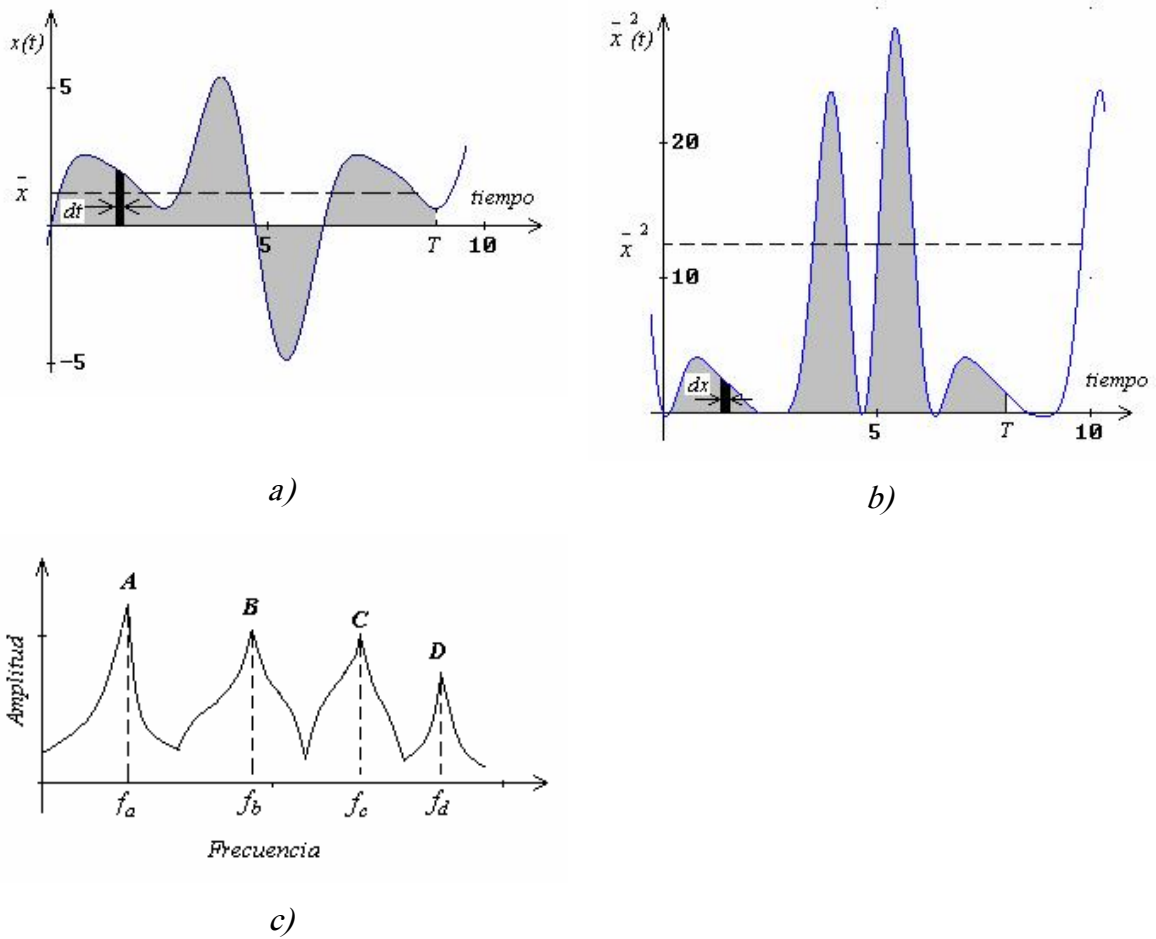 x(t)
5
x̄
dt
tiempo
5
T
10
−5
a)
x̄ ²(t)
20
x̄ ²
10
dx
tiempo
5
T
10
b)
Amplitud
A
B
C
D
fa
fb
fc
fd
Frecuencia
c)